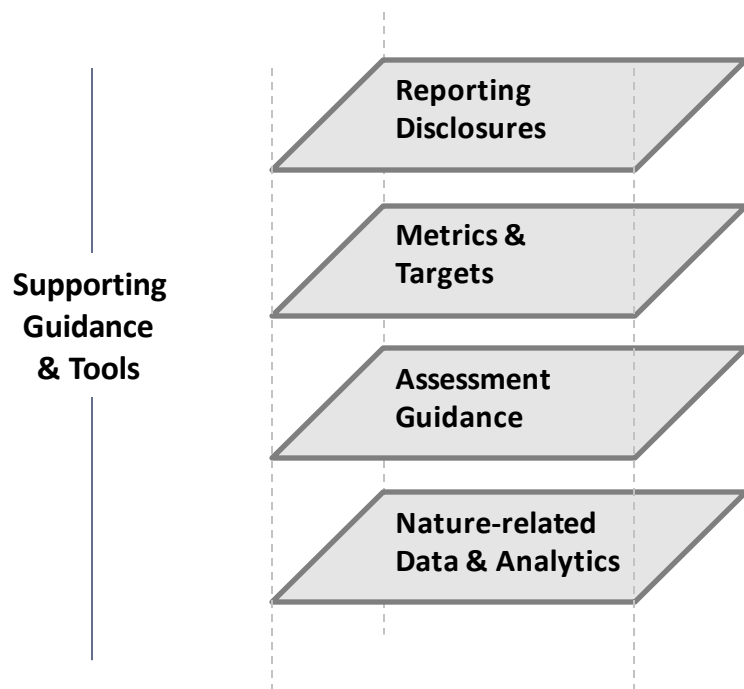 Reporting
Disclosures
Metrics &
Targets
Supporting
Guidance
& Tools
Assessment
Guidance
Nature-related
Data & Analytics